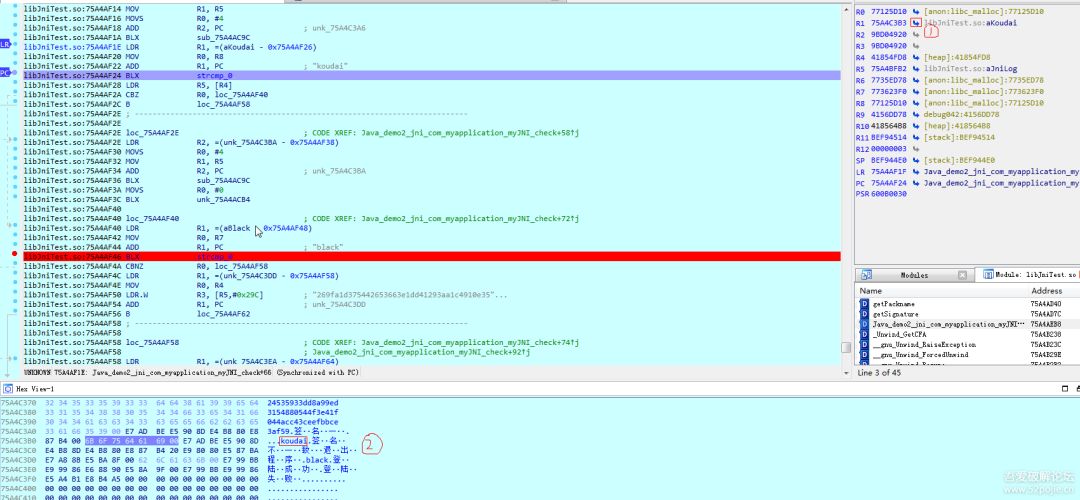 libJniTest.so:75A4AF14 MOV R1, R5
libJniTest.so:75A4AF16 MOVS R0, #4
libJniTest.so:75A4AF18 ADD R2, PC ; unk_75A4C3A6
libJniTest.so:75A4AF1A BLX sub_75A4AC9C
libJniTest.so:75A4AF1E LDR R1, =(aKoudai - 0x75A4AF26)
libJniTest.so:75A4AF20 MOV R0, R8
libJniTest.so:75A4AF22 ADD R1, PC ; "koudai"
libJniTest.so:75A4AF24 BLX strcmp_0
libJniTest.so:75A4AF28 LDR R5, [R4]
libJniTest.so:75A4AF2A CBZ R0, loc_75A4AF40
libJniTest.so:75A4AF2C B loc_75A4AF58
libJniTest.so:75A4AF2E ; ---------------------------------------------------------------------------
libJniTest.so:75A4AF2E
libJniTest.so:75A4AF2E loc_75A4AF2E ; CODE XREF: Java_demo2_jni_com_myapplication_myJNI_check+58↑j
libJniTest.so:75A4AF2E LDR R2, =(unk_75A4C3BA - 0x75A4AF38)
libJniTest.so:75A4AF30 MOVS R0, #4
libJniTest.so:75A4AF32 MOV R1, R5
libJniTest.so:75A4AF34 ADD R2, PC ; unk_75A4C3BA
libJniTest.so:75A4AF36 BLX sub_75A4AC9C
libJniTest.so:75A4AF3A MOVS R0, #0
libJniTest.so:75A4AF3C BLX unk_75A4ACB4
libJniTest.so:75A4AF40
libJniTest.so:75A4AF40 loc_75A4AF40 ; CODE XREF: Java_demo2_jni_com_myapplication_myJNI_check+72↑j
libJniTest.so:75A4AF40 LDR R1, =(aBlack - 0x75A4AF48)
libJniTest.so:75A4AF42 MOV R0, R7
libJniTest.so:75A4AF44 ADD R1, PC ; "black"
libJniTest.so:75A4AF46 BLX strcmp_0
libJniTest.so:75A4AF4A CBNZ R0, loc_75A4AF58
libJniTest.so:75A4AF4C LDR R1, =(unk_75A4C3DD - 0x75A4AF58)
libJniTest.so:75A4AF4E MOV R0, R4
libJniTest.so:75A4AF50 LDR.W R3, [R5,#0x29C] ; "269fa1d375442653663e1dd41293aa1c4910e35"...
libJniTest.so:75A4AF54 ADD R1, PC ; unk_75A4C3DD
libJniTest.so:75A4AF56 B loc_75A4AF62
libJniTest.so:75A4AF58 ; ---------------------------------------------------------------------------
libJniTest.so:75A4AF58
libJniTest.so:75A4AF58 loc_75A4AF58 ; CODE XREF: Java_demo2_jni_com_myapplication_myJNI_check+74↑j
libJniTest.so:75A4AF58 ; Java_demo2_jni_com_myapplication_myJNI_check+92↑j
libJniTest.so:75A4AF58 LDR R1, =(unk_75A4C3EA - 0x75A4AF64)
UNKNOWN 75A4AF1E: Java_demo2_jni_com_myapplication_myJNI_check+66 (Synchronized with PC)
LR
PC
R0 77125D10 [anon:libc_malloc]:77125D10
R1 75A4C3B3 libJniTest.so:aKoudai
R2 9BD04920
R3 9BD04920
R4 41854FD8 [heap]:41854FD8
R5 75A4BFB2 libJniTest.so:aJniLog
R6 7735ED78 [anon:libc_malloc]:7735ED78
R7 773623F0 [anon:libc_malloc]:773623F0
R8 77125D10 [anon:libc_malloc]:77125D10
R9 4156DD78 debug042:4156DD78
R10 418564B8 [heap]:418564B8
R11 BEF94514 [stack]:BEF94514
R12 00000003
SP BEF944E0 [stack]:BEF944E0
LR 75A4AF1F Java_demo2_jni_com_myapplication_my
PC 75A4AF24 Java_demo2_jni_com_myapplication_my
PSR 600B0030
1
Modules
Module: libJniTest.so
Name Address
getPackname 75A4AD40
getSignature 75A4AD7C
Java_demo2_jni_com_myapplication_myJNI··· 75A4AEB8
_Unwind_GetCFA 75A4B238
__gnu_Unwind_RaiseException 75A4B23C
__gnu_Unwind_ForcedUnwind 75A4B29E
Line 3 of 45
Hex View-1
75A4C370 32 34 35 33 35 39 33 33 64 64 38 61 39 39 65 64 24535933dd8a99ed
75A4C380 33 31 35 34 38 38 30 35 34 34 66 33 65 34 31 66 3154880544f3e41f
75A4C390 30 34 34 61 63 63 34 33 63 65 65 66 62 62 63 65 044acc43ceefbbce
75A4C3A0 33 61 66 35 39 00 E7 AD BE E5 90 8D E4 B8 80 E8 3af59.签··名··一··
75A4C3B0 87 B4 00 6B 6F 75 64 61 69 00 E7 AD BE E5 90 8D ...koudai.签··名··
75A4C3C0 E4 B8 8D E4 B8 80 E8 87 B4 20 E9 80 80 E5 87 BA 不··一··致··退··出··
75A4C3D0 E7 A8 8B E5 BA 8F 00 62 6C 61 63 6B 00 E7 99 BB 程··序··.black.登··
75A4C3E0 E9 99 86 E6 88 90 E5 8A 9F 00 E7 99 BB E9 99 86 陆··成··功··.登··陆··
75A4C3F0 E5 A4 B1 E8 B4 A5 00 00 00 00 00 00 00 00 00 00 失··败··..........
75A4C400 00 00 00 00 00 00 00 00 00 00 00 00 00 00 00 00 ................
2
吾爱破解论坛
www.52pojie.cn